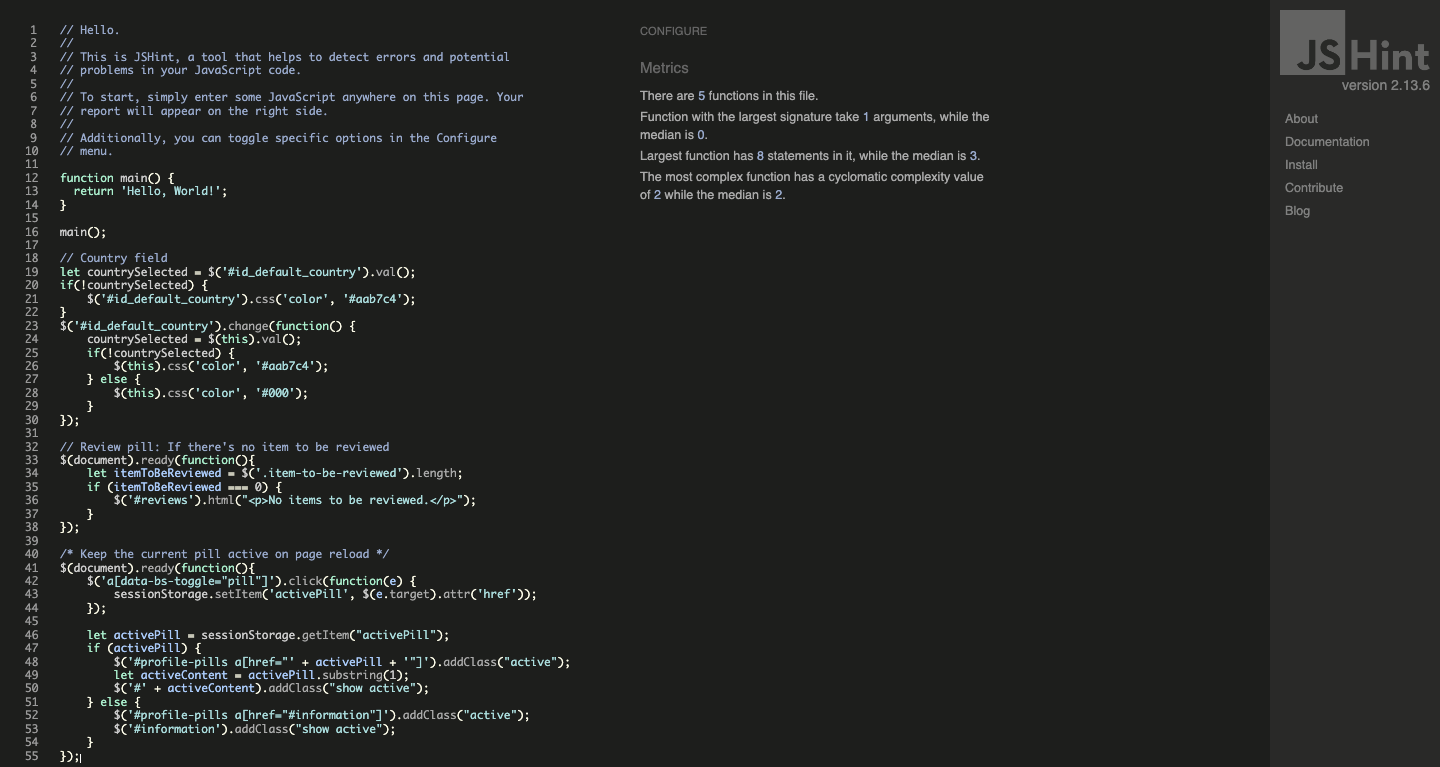 1 // Hello.
2 //
3 // This is JSHint, a tool that helps to detect errors and potential
4 // problems in your JavaScript code.
5 //
6 // To start, simply enter some JavaScript anywhere on this page. Your
7 // report will appear on the right side.
8 //
9 // Additionally, you can toggle specific options in the Configure
10 // menu.
11
12 function main() {
13   return 'Hello, World!';
14 }
15
16 main();
17
18 // Country field
19 let countrySelected = $('#id_default_country').val();
20 if(!countrySelected) {
21     $('#id_default_country').css('color', '#aab7c4');
22 }
23 $('#id_default_country').change(function() {
24     countrySelected = $(this).val();
25     if(!countrySelected) {
26         $(this).css('color', '#aab7c4');
27     } else {
28         $(this).css('color', '#000');
29     }
30 });
31
32 // Review pill: If there's no item to be reviewed
33 $(document).ready(function(){
34     let itemToBeReviewed = $('.item-to-be-reviewed').length;
35     if (itemToBeReviewed === 0) {
36         $('#reviews').html("<p>No items to be reviewed.</p>");
37     }
38 });
39
40 /* Keep the current pill active on page reload */
41 $(document).ready(function(){
42     $('a[data-bs-toggle="pill"]').click(function(e) {
43         sessionStorage.setItem('activePill', $(e.target).attr('href'));
44     });
45
46     let activePill = sessionStorage.getItem("activePill");
47     if (activePill) {
48         $('#profile-pills a[href="' + activePill + '"]').addClass("active");
49         let activeContent = activePill.substring(1);
50         $('#' + activeContent).addClass("show active");
51     } else {
52         $('#profile-pills a[href="#information"]').addClass("active");
53         $('#information').addClass("show active");
54     }
55 });
CONFIGURE
Metrics
There are 5 functions in this file.
Function with the largest signature take 1 arguments, while the
median is 0.
Largest function has 8 statements in it, while the median is 3.
The most complex function has a cyclomatic complexity value
of 2 while the median is 2.
JSHint
version 2.13.6
About
Documentation
Install
Contribute
Blog